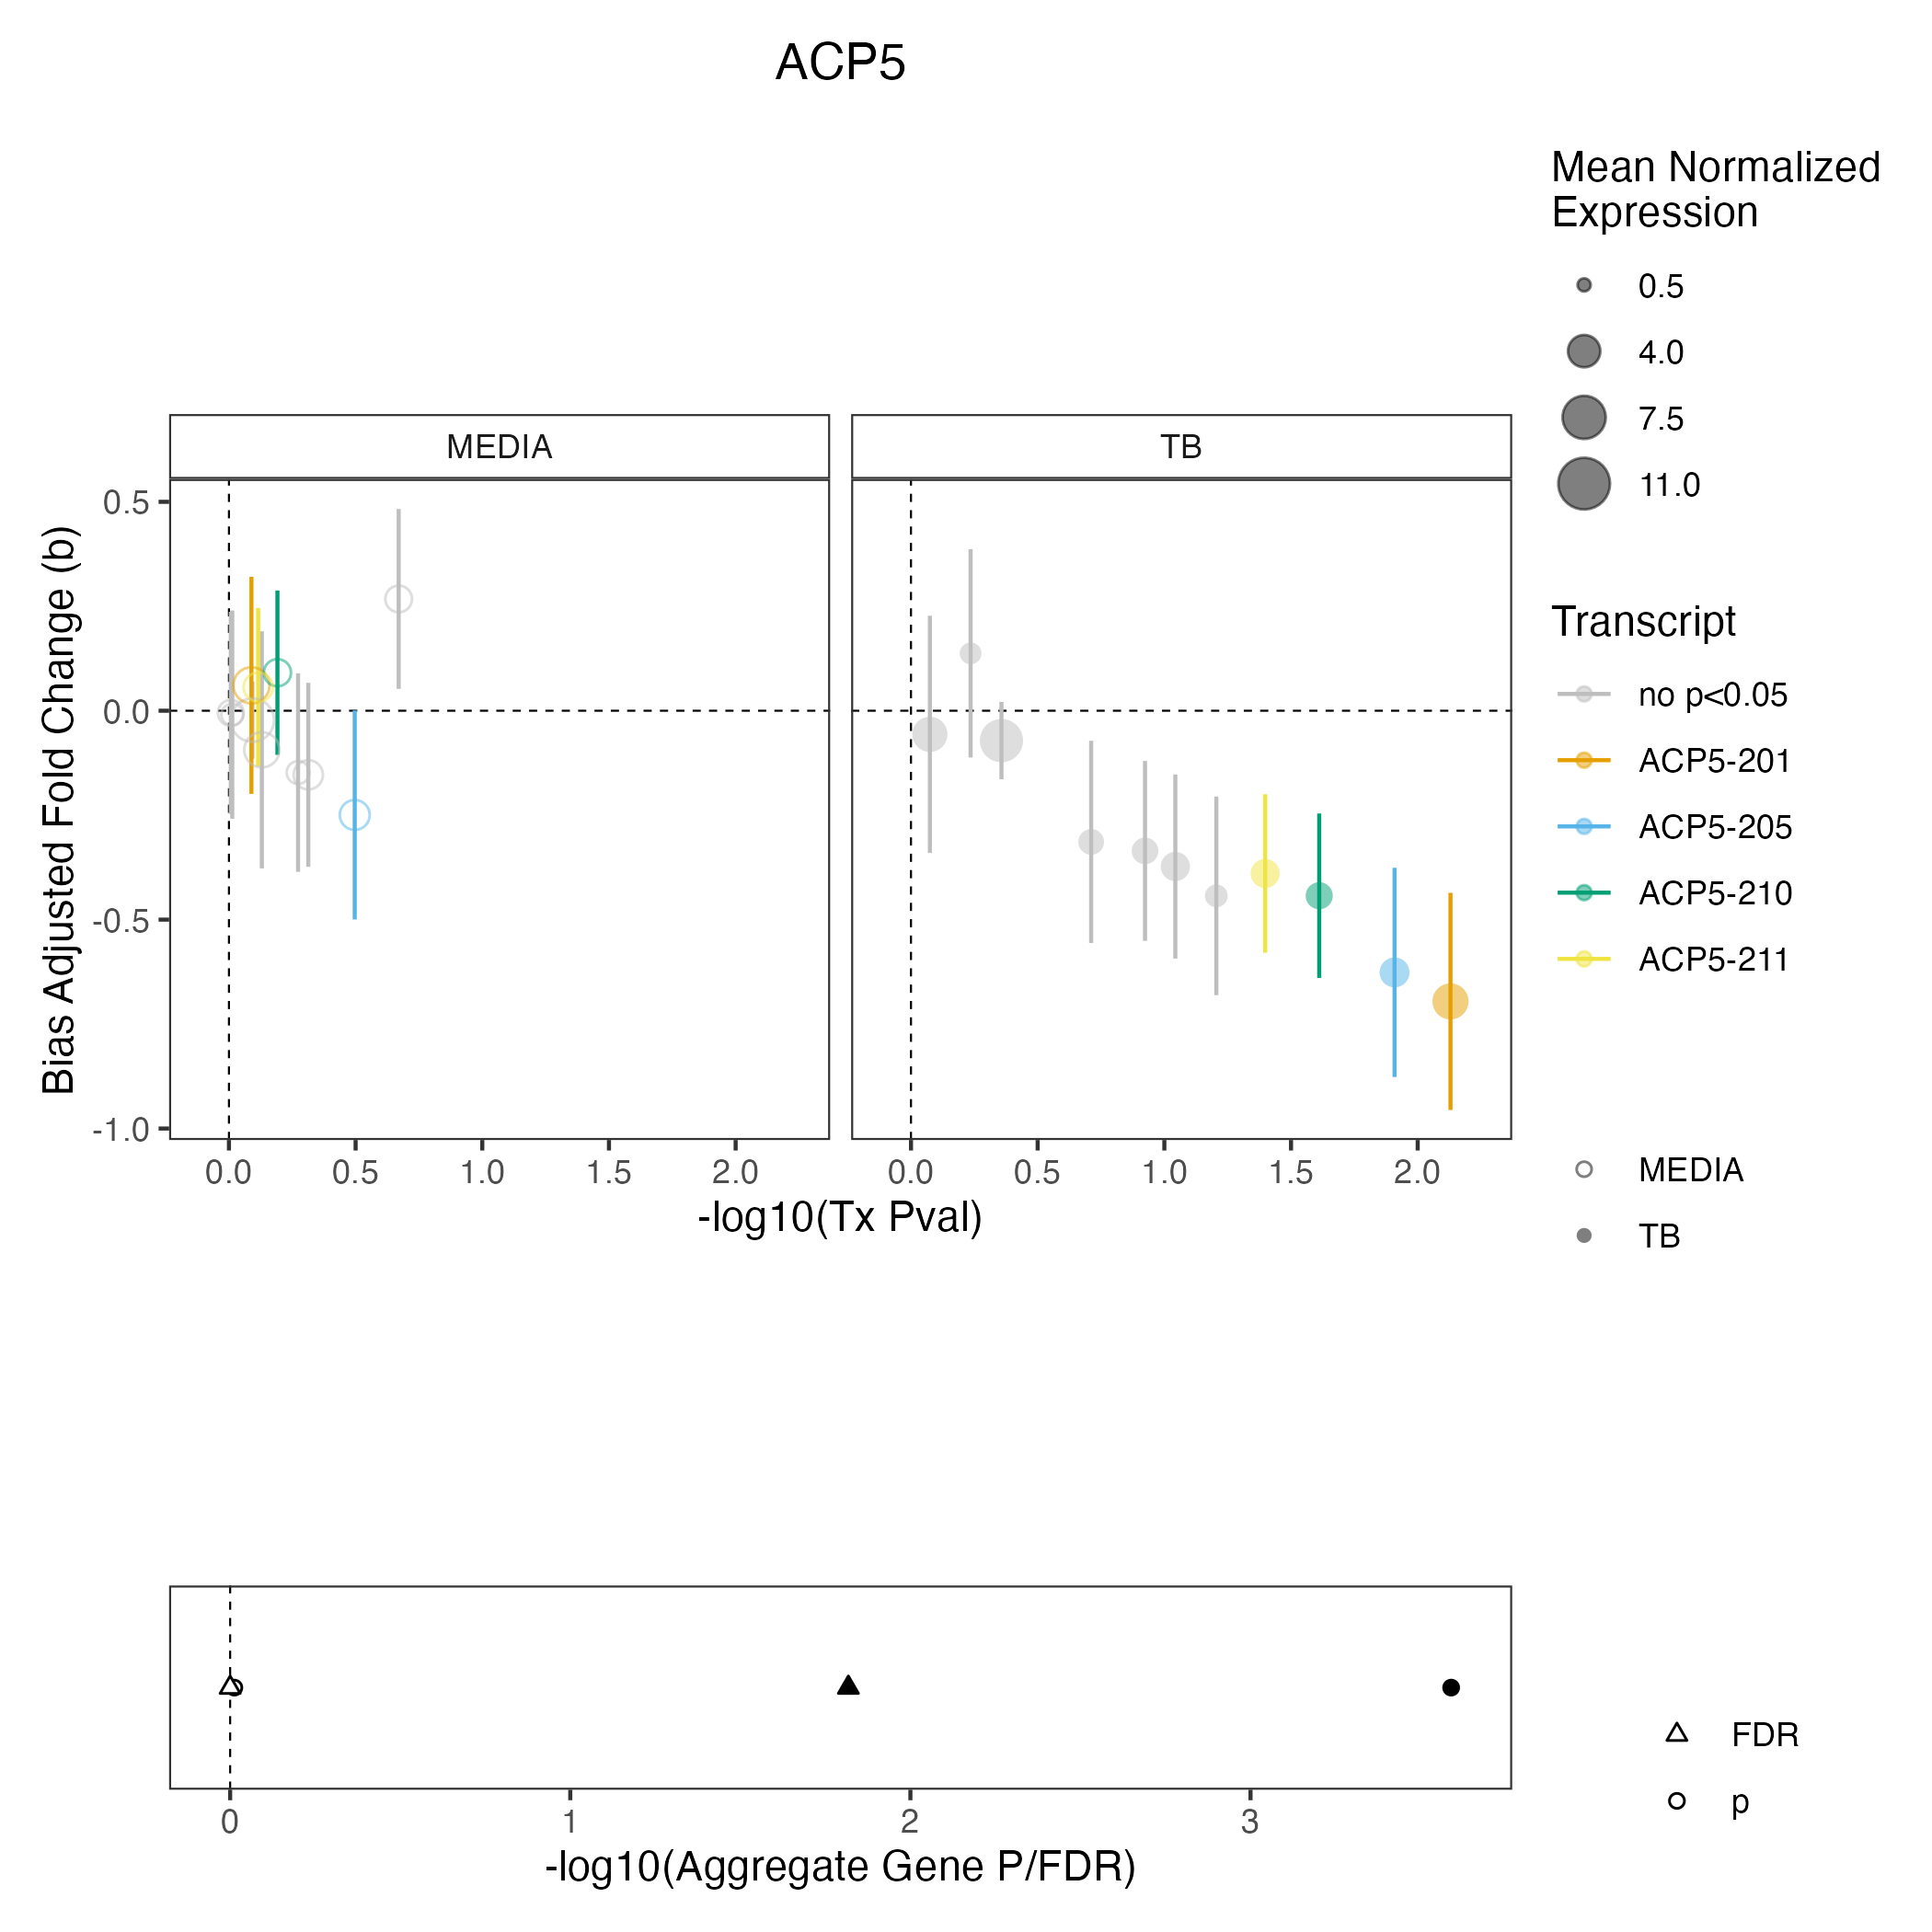 ACP5
Mean Normalized
Expression
0.5
4.0
7.5
11.0
MEDIA
TB
0.5
0.0
-0.5
-1.0
Bias Adjusted Fold Change (b)
0.0 0.5 1.0 1.5 2.0
0.0 0.5 1.0 1.5 2.0
-log10(Tx Pval)
Transcript
no p<0.05
ACP5-201
ACP5-205
ACP5-210
ACP5-211
MEDIA
TB
0 1 2 3
-log10(Aggregate Gene P/FDR)
FDR
p